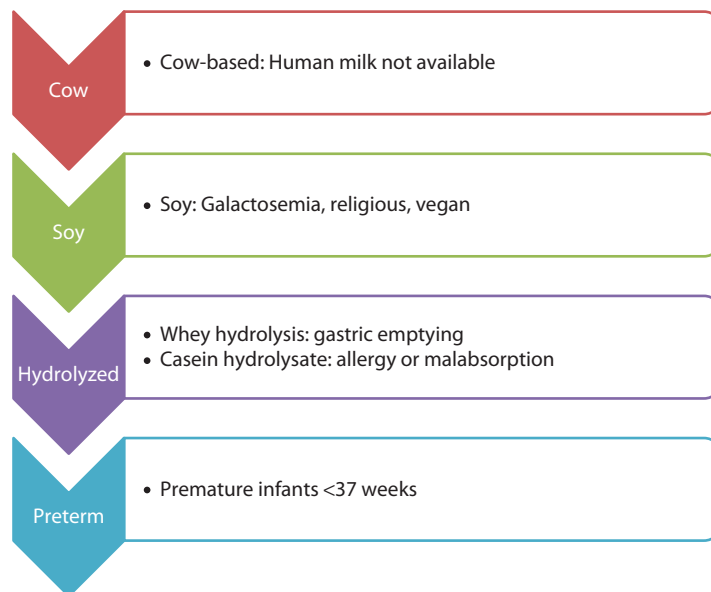 Cow
• Cow-based: Human milk not available
Soy
• Soy: Galactosemia, religious, vegan
Hydrolyzed
• Whey hydrolysis: gastric emptying
• Casein hydrolysate: allergy or malabsorption
Preterm
• Premature infants <37 weeks